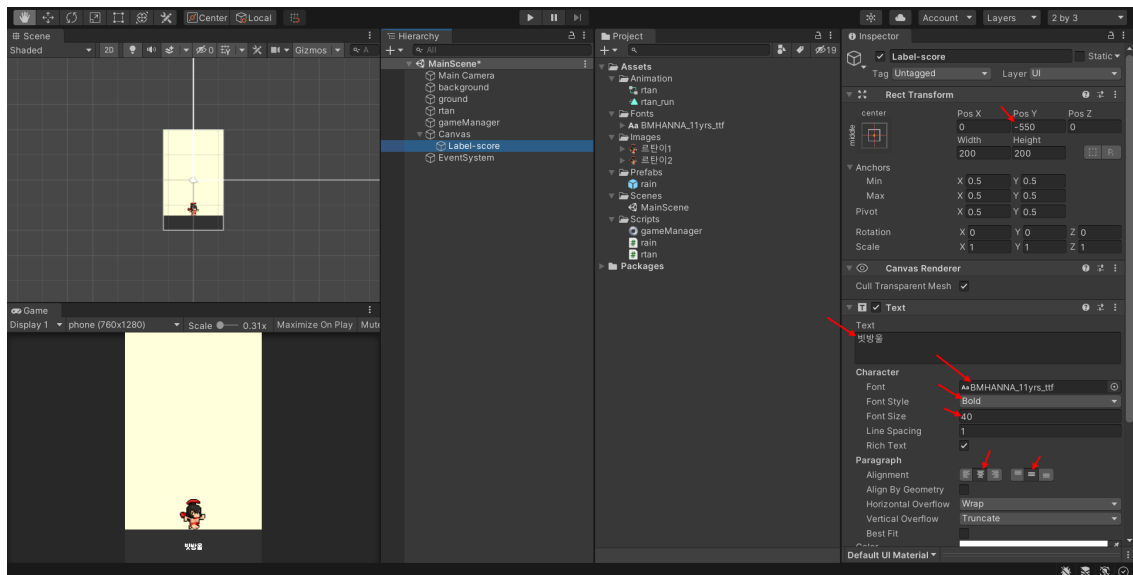 Center Local Account Layers 2 by 3
Scene
Shaded 2D 0 Gizmos A
Game
Display 1 phone (760x1280) Scale 0.31x Maximize On Play Mute
빗방울
Hierarchy
All
MainScene*
Main Camera
background
ground
rtan
gameManager
Canvas
Label-score
EventSystem
Project
19
Assets
Animation
rtan
rtan_run
Fonts
Aa BMHANNA_11yrs_ttf
Images
르탄이1
르탄이2
Prefabs
rain
Scenes
MainScene
Scripts
gameManager
rain
rtan
Packages
Inspector
Label-score Static
Tag Untagged Layer UI
Rect Transform
center Pos X Pos Y Pos Z
middle 0 -550 0
Width Height
200 200 R
Anchors
Min X 0.5 Y 0.5
Max X 0.5 Y 0.5
Pivot X 0.5 Y 0.5
Rotation X 0 Y 0 Z 0
Scale X 1 Y 1 Z 1
Canvas Renderer
Cull Transparent Mesh
T Text
Text
빗방울
Character
Font Aa BMHANNA_11yrs_ttf
Font Style Bold
Font Size 40
Line Spacing 1
Rich Text
Paragraph
Alignment
Align By Geometry
Horizontal Overflow Wrap
Vertical Overflow Truncate
Best Fit
Color
Default UI Material